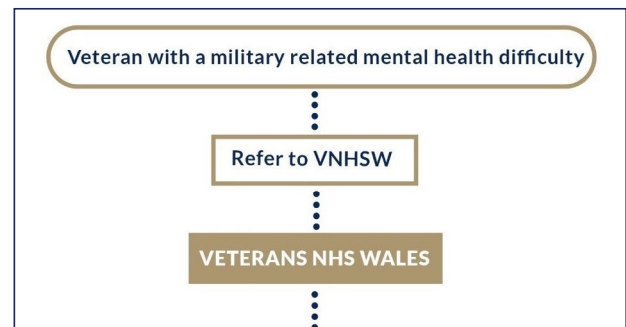 Veteran with a military related mental health difficulty
Refer to VNHSW
VETERANS NHS WALES